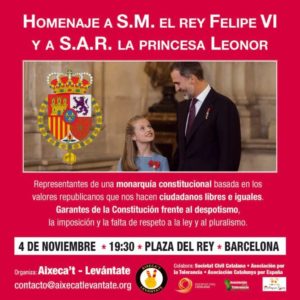 Homenaje a S.M. el rey Felipe VI
y a S.A.R. la princesa Leonor
Representantes de una monarquía constitucional basada en los
valores republicanos que nos hacen ciudadanos libres e iguales.
Garantes de la Constitución frente al despotismo,
la imposición y la falta de respeto a la ley y al pluralismo.
4 DE NOVIEMBRE * 19:30 * PLAZA DEL REY * BARCELONA
Organiza: Aixeca't - Levántate
contacto@aixecatlevantate.org
Colabora: Societat Civil Catalana • Asociación por
la Tolerancia • Asociación Catalunya por España